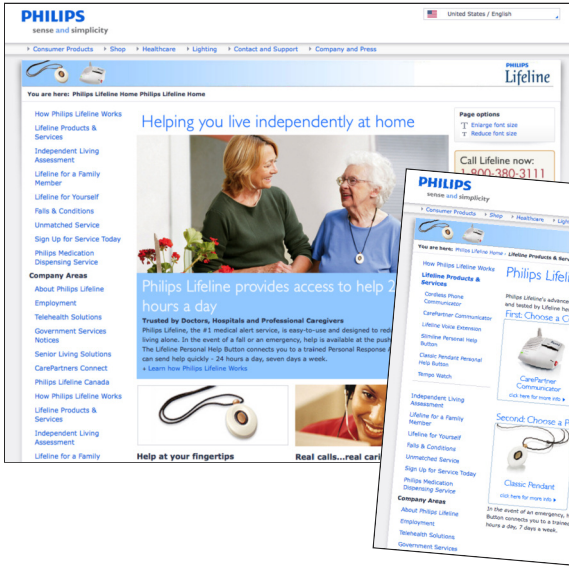 PHILIPS
sense and simplicity
United States / English
Consumer Products Shop Healthcare Lighting Contact and Support Company and Press
PHILIPS
Lifeline
You are here: Philips Lifeline Home Philips Lifeline Home
How Philips Lifeline Works
Lifeline Products &
Services
Independent Living
Assessment
Lifeline for a Family
Member
Lifeline for Yourself
Falls & Conditions
Unmatched Service
Sign Up for Service Today
Philips Medication
Dispensing Service
Company Areas
About Philips Lifeline
Employment
Telehealth Solutions
Government Services
Notices
Senior Living Solutions
CarePartners Connect
Philips Lifeline Canada
How Philips Lifeline Works
Lifeline Products &
Services
Independent Living
Assessment
Lifeline for a Family
Helping you live independently at home
Philips Lifeline provides access to help 2
hours a day
Trusted by Doctors, Hospitals and Professional Caregivers
Philips Lifeline, the #1 medical alert service, is easy-to-use and designed to
living alone. In the event of a fall or an emergency, help is available at the
The Lifeline Personal Help Button connects you to a trained Personal Response
can send help quickly - 24 hours a day, seven days a week.
Learn how Philips Lifeline Works
Help at your fingertips
Real calls...real
Page options
T Enlarge font size
T Reduce font size
Call Lifeline now:
1-800-380-3111
PHILIPS
sense and simplicity
Consumer Products Shop Healthcare
You are here: Philips Lifeline Home - Lifeline Products &
How Philips Lifeline Works
Lifeline Products &
Services
Cordless Phone
Communicator
CarePartner Communicator
Lifeline Voice Extension
Slimline Personal Help
Button
Classic Pendant Personal
Help Button
Tempo Watch
Independent Living
Assessment
Lifeline for a Family
Member
Lifeline for Yourself
Falls & Conditions
Unmatched Service
Sign Up for Service Today
Philips Medication
Dispensing Service
Company Areas
About Philips Lifeline
Employment
Telehealth Solutions
Government Services
Philips
Philips Lifeline's
and tested by Lifeline
First: Choose a
CarePartner
Communicator
click here for more info
Second: Choose a
Classic Pendant
click here for more info
In the event of an emergency,
Button connects you to a
hours a day, 7 days a week.